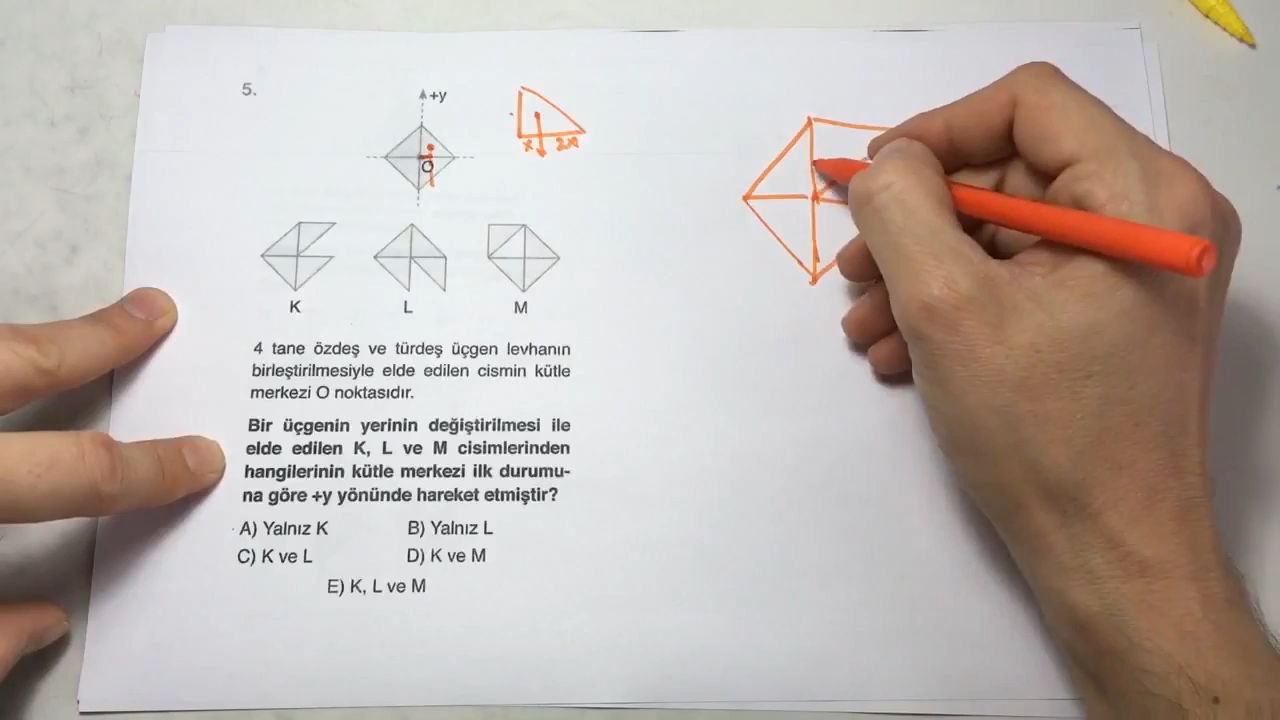 5.
+y
O
x 2x
K L M
4 tane özdeş ve türdeş üçgen levhanın
birleştirilmesiyle elde edilen cismin kütle
merkezi O noktasıdır.
Bir üçgenin yerinin değiştirilmesi ile
elde edilen K, L ve M cisimlerinden
hangilerinin kütle merkezi ilk durumu-
na göre +y yönünde hareket etmiştir?
A) Yalnız K B) Yalnız L
C) K ve L D) K ve M
E) K, L ve M